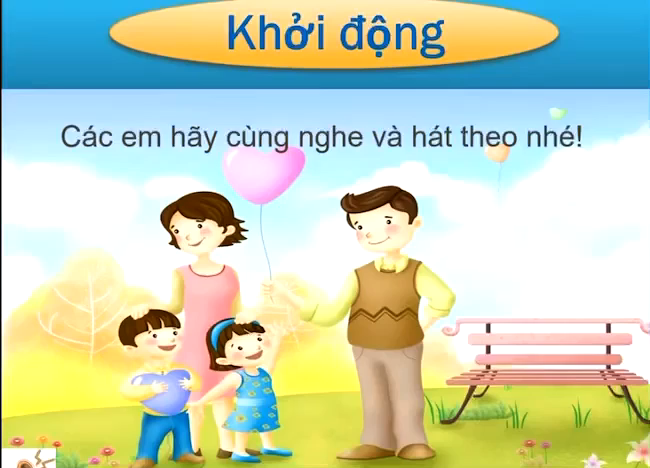 Khởi động
Các em hãy cùng nghe và hát theo nhé!